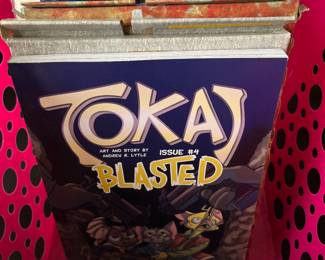 TOKAJ
ART AND STORY BY
ANDREW R. LYTLE
ISSUE #4
BLASTED